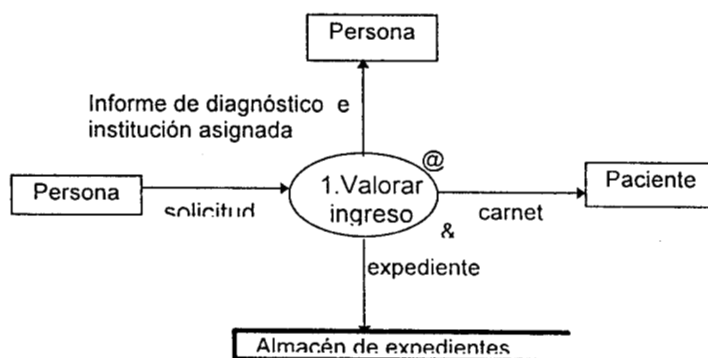 Persona
Informe de diagnóstico e
institución asignada
@
Persona
1.Valorar
ingreso
Paciente
solicitud
carnet
&
expediente
Almacén de expedientes